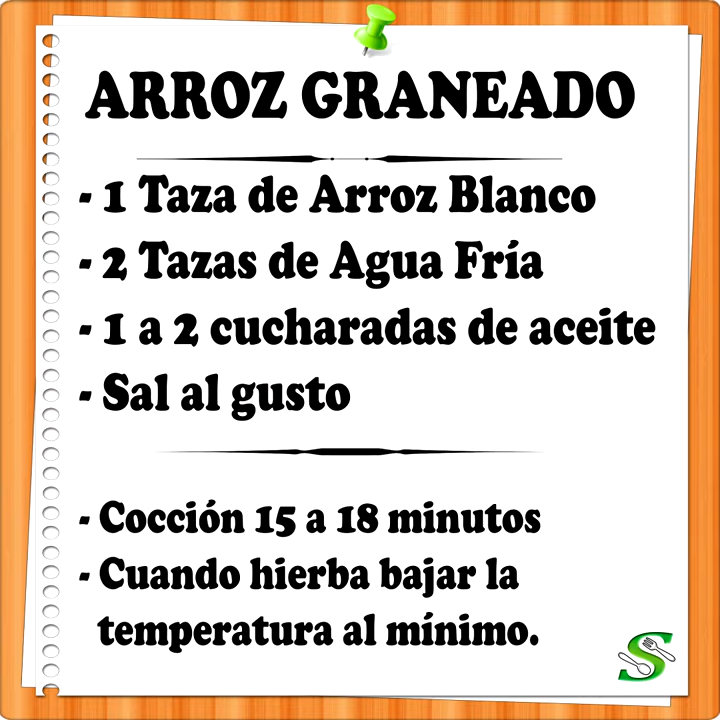 ARROZ GRANEADO
- 1 Taza de Arroz Blanco
- 2 Tazas de Agua Fría
- 1 a 2 cucharadas de aceite
- Sal al gusto
- Cocción 15 a 18 minutos
- Cuando hierba bajar la
temperatura al mínimo.
S